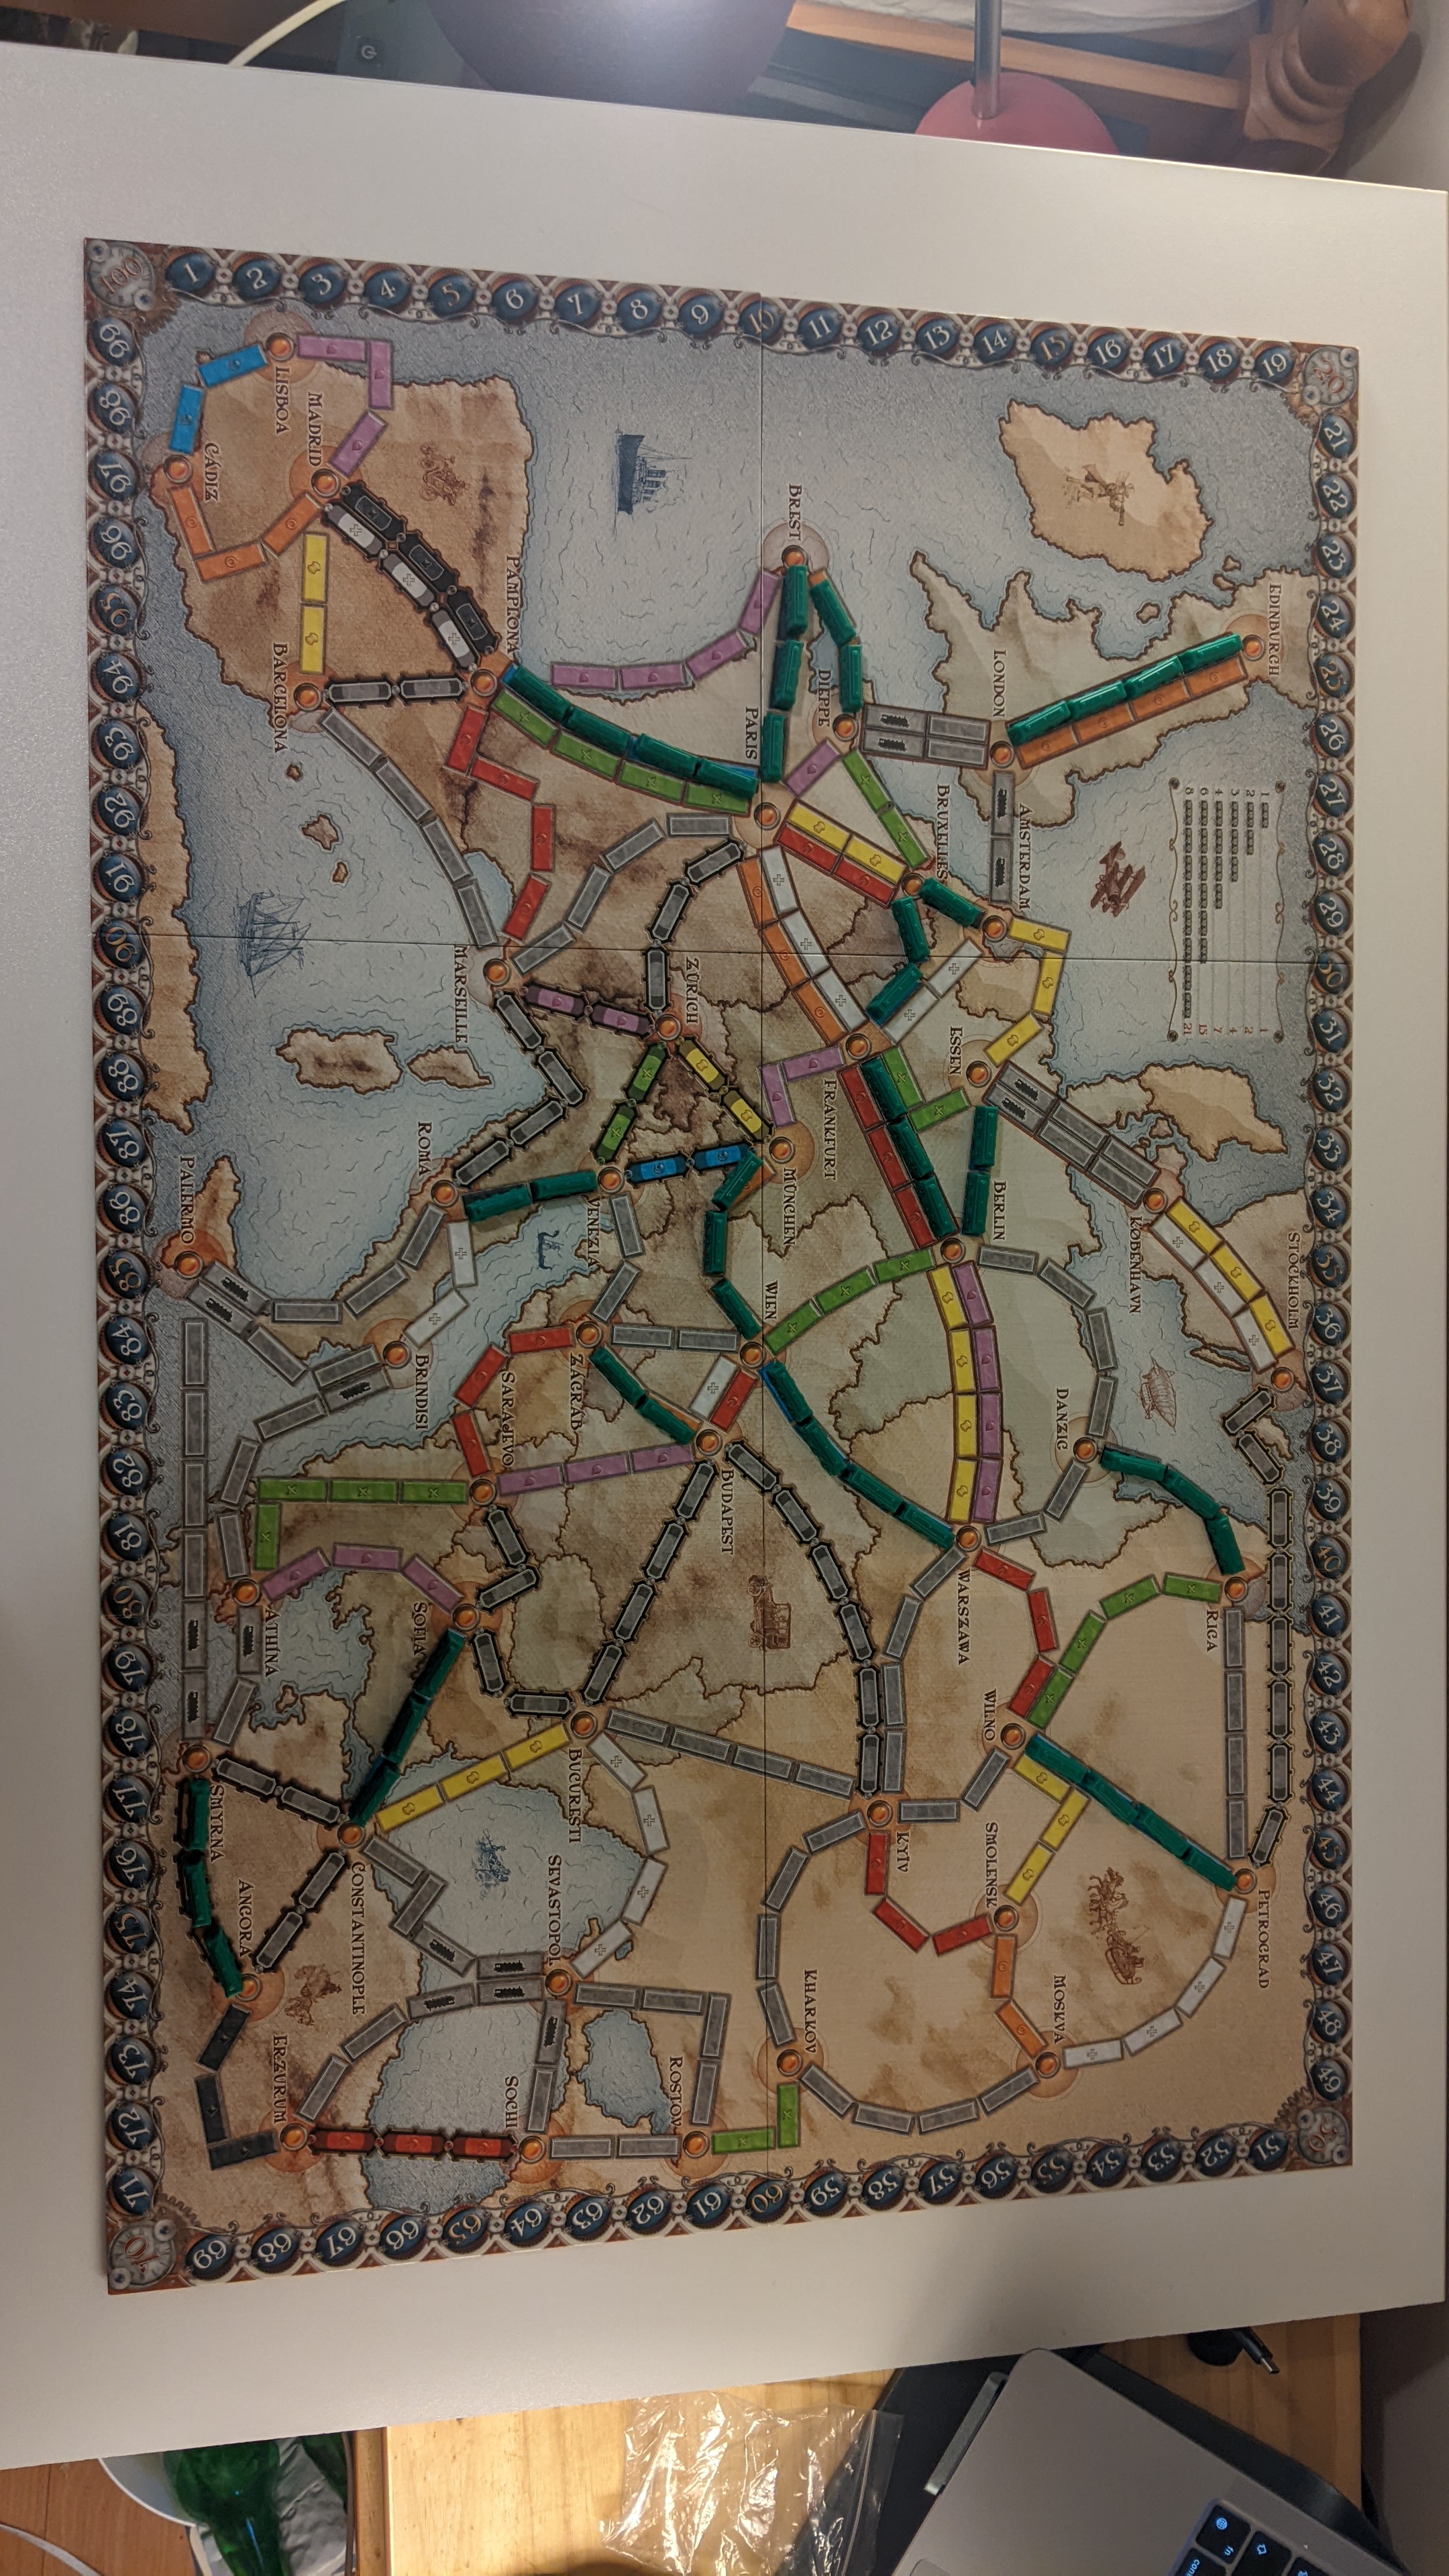 EDINBURGH
LONDON
AMSTERDAM
ESSEN
KØBENHAVN
STOCKHOLM
PETROGRAD
RIGA
DANZIC
BERLIN
BRUXELLES
DIEPPE
BREST
PARIS
FRANKFURT
MÜNCHEN
WIEN
WARSZAWA
WILNO
SMOLENSK
MOSKVA
KYÏV
KHARKOV
ROSTOV
SOCHI
SEVASTOPOL
BUCURESTI
BUDAPEST
ZÁGRÁB
SARAJEVO
VENEZIA
ZÜRICH
MARSEILLE
PAMPLONA
MADRID
LISBOA
CÁDIZ
BARCELONA
ROMA
BRINDISI
PALERMO
SOFIA
ATHÍNA
SMYRNA
CONSTANTINOPLE
ANGORA
ERZURUM
1 1
2 2
3 4
4 7
6 15
8 21
20 21 22 23 24 25 26 27 28 29 30 31 32 33 34 35 36 37 38 39 40 41 42 43 44 45 46 47 48 49 50
19
18
17
16
15
14
13
12
11
10
9
8
7
6
5
4
3
2
1
100
51
52
53
54
55
56
57
58
59
60
61
62
63
64
65
66
67
68
69
70
99 98 97 96 95 94 93 92 91 90 89 88 87 86 85 84 83 82 81 80 79 78 77 76 75 74 73 72 71
fn